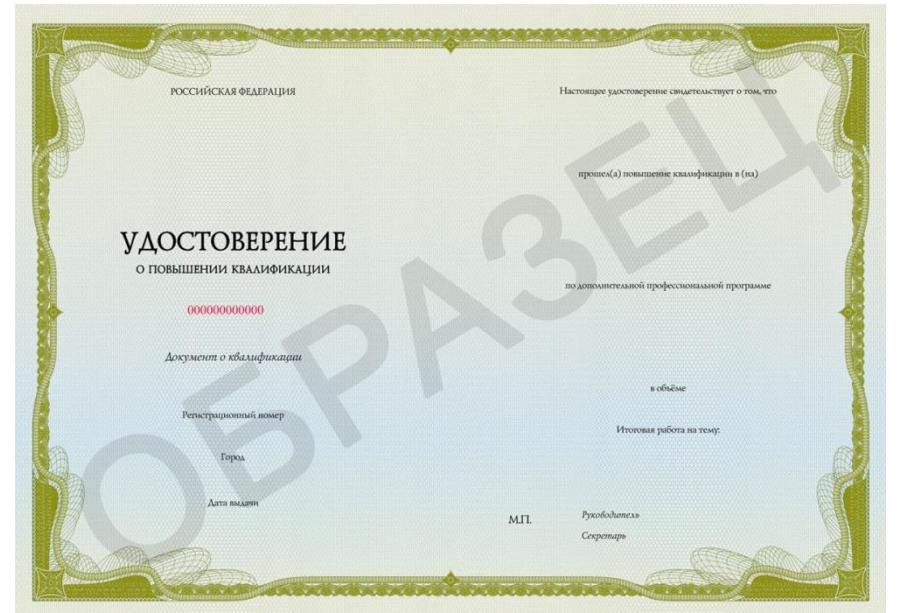 РОССИЙСКАЯ ФЕДЕРАЦИЯ
УДОСТОВЕРЕНИЕ
О ПОВЫШЕНИИ КВАЛИФИКАЦИИ
000000000000
Документ о квалификации
Регистрационный номер
Город
Дата выдачи
Настоящее удостоверение свидетельствует о том, что
прошел(а) повышение квалификации в (на)
по дополнительной профессиональной программе
в объёме
Итоговая работа на тему:
М.П.
Руководитель
Секретарь
ОБРАЗЕЦ